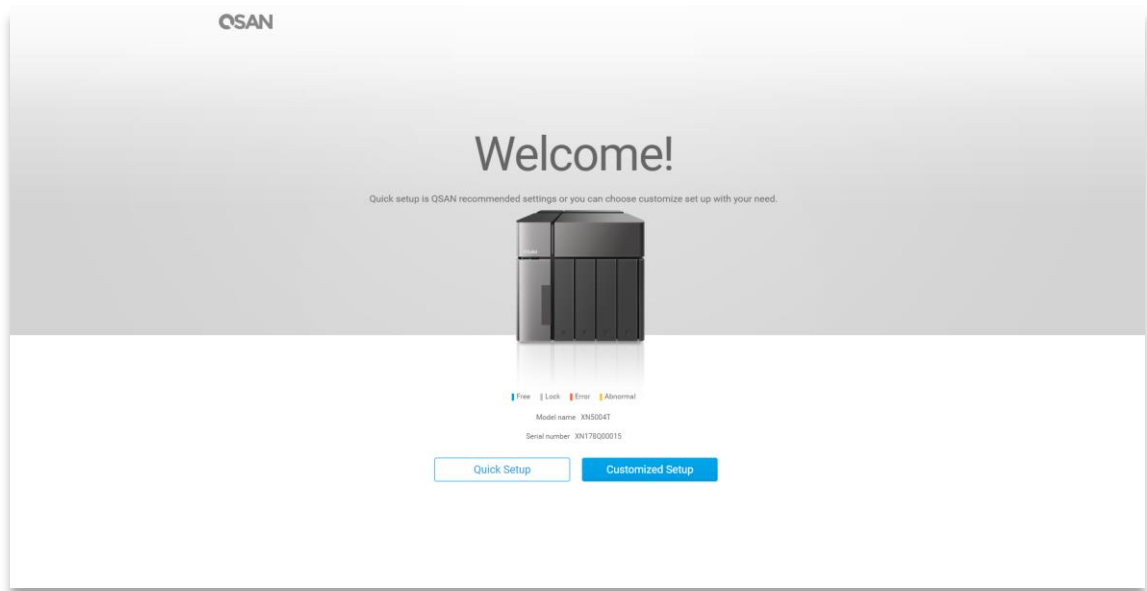 QSAN
Welcome!
Quick setup is QSAN recommended settings or you can choose customize set up with your need.
Free Lock Error Abnormal
Model name XN5004T
Serial number XN178Q00015
Quick Setup Customized Setup